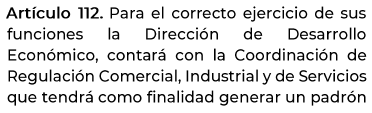 Artículo 112. Para el correcto ejercicio de sus
funciones la Dirección de Desarrollo
Económico, contará con la Coordinación de
Regulación Comercial, Industrial y de Servicios
que tendrá como finalidad generar un padrón